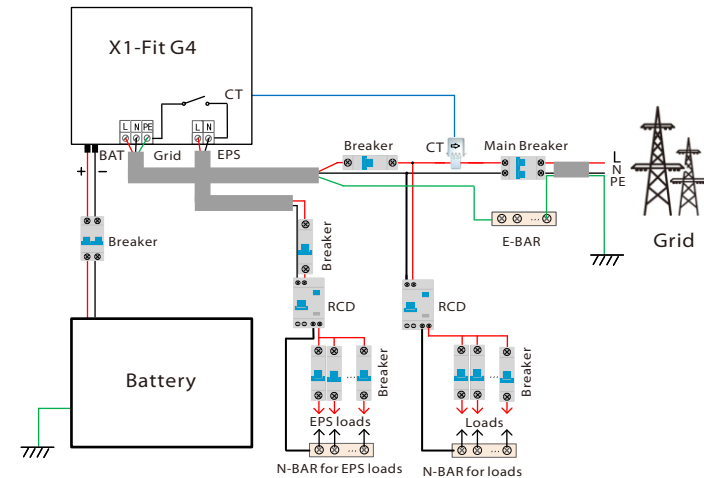 X1-Fit G4
CT
L N PE
L N
BAT
Grid
EPS
+
−
Breaker
CT
Main Breaker
L
N
PE
Breaker
Breaker
E-BAR
Grid
RCD
RCD
Battery
...
Breaker
...
Breaker
EPS loads
Loads
...
...
...
N-BAR for EPS loads
N-BAR for loads